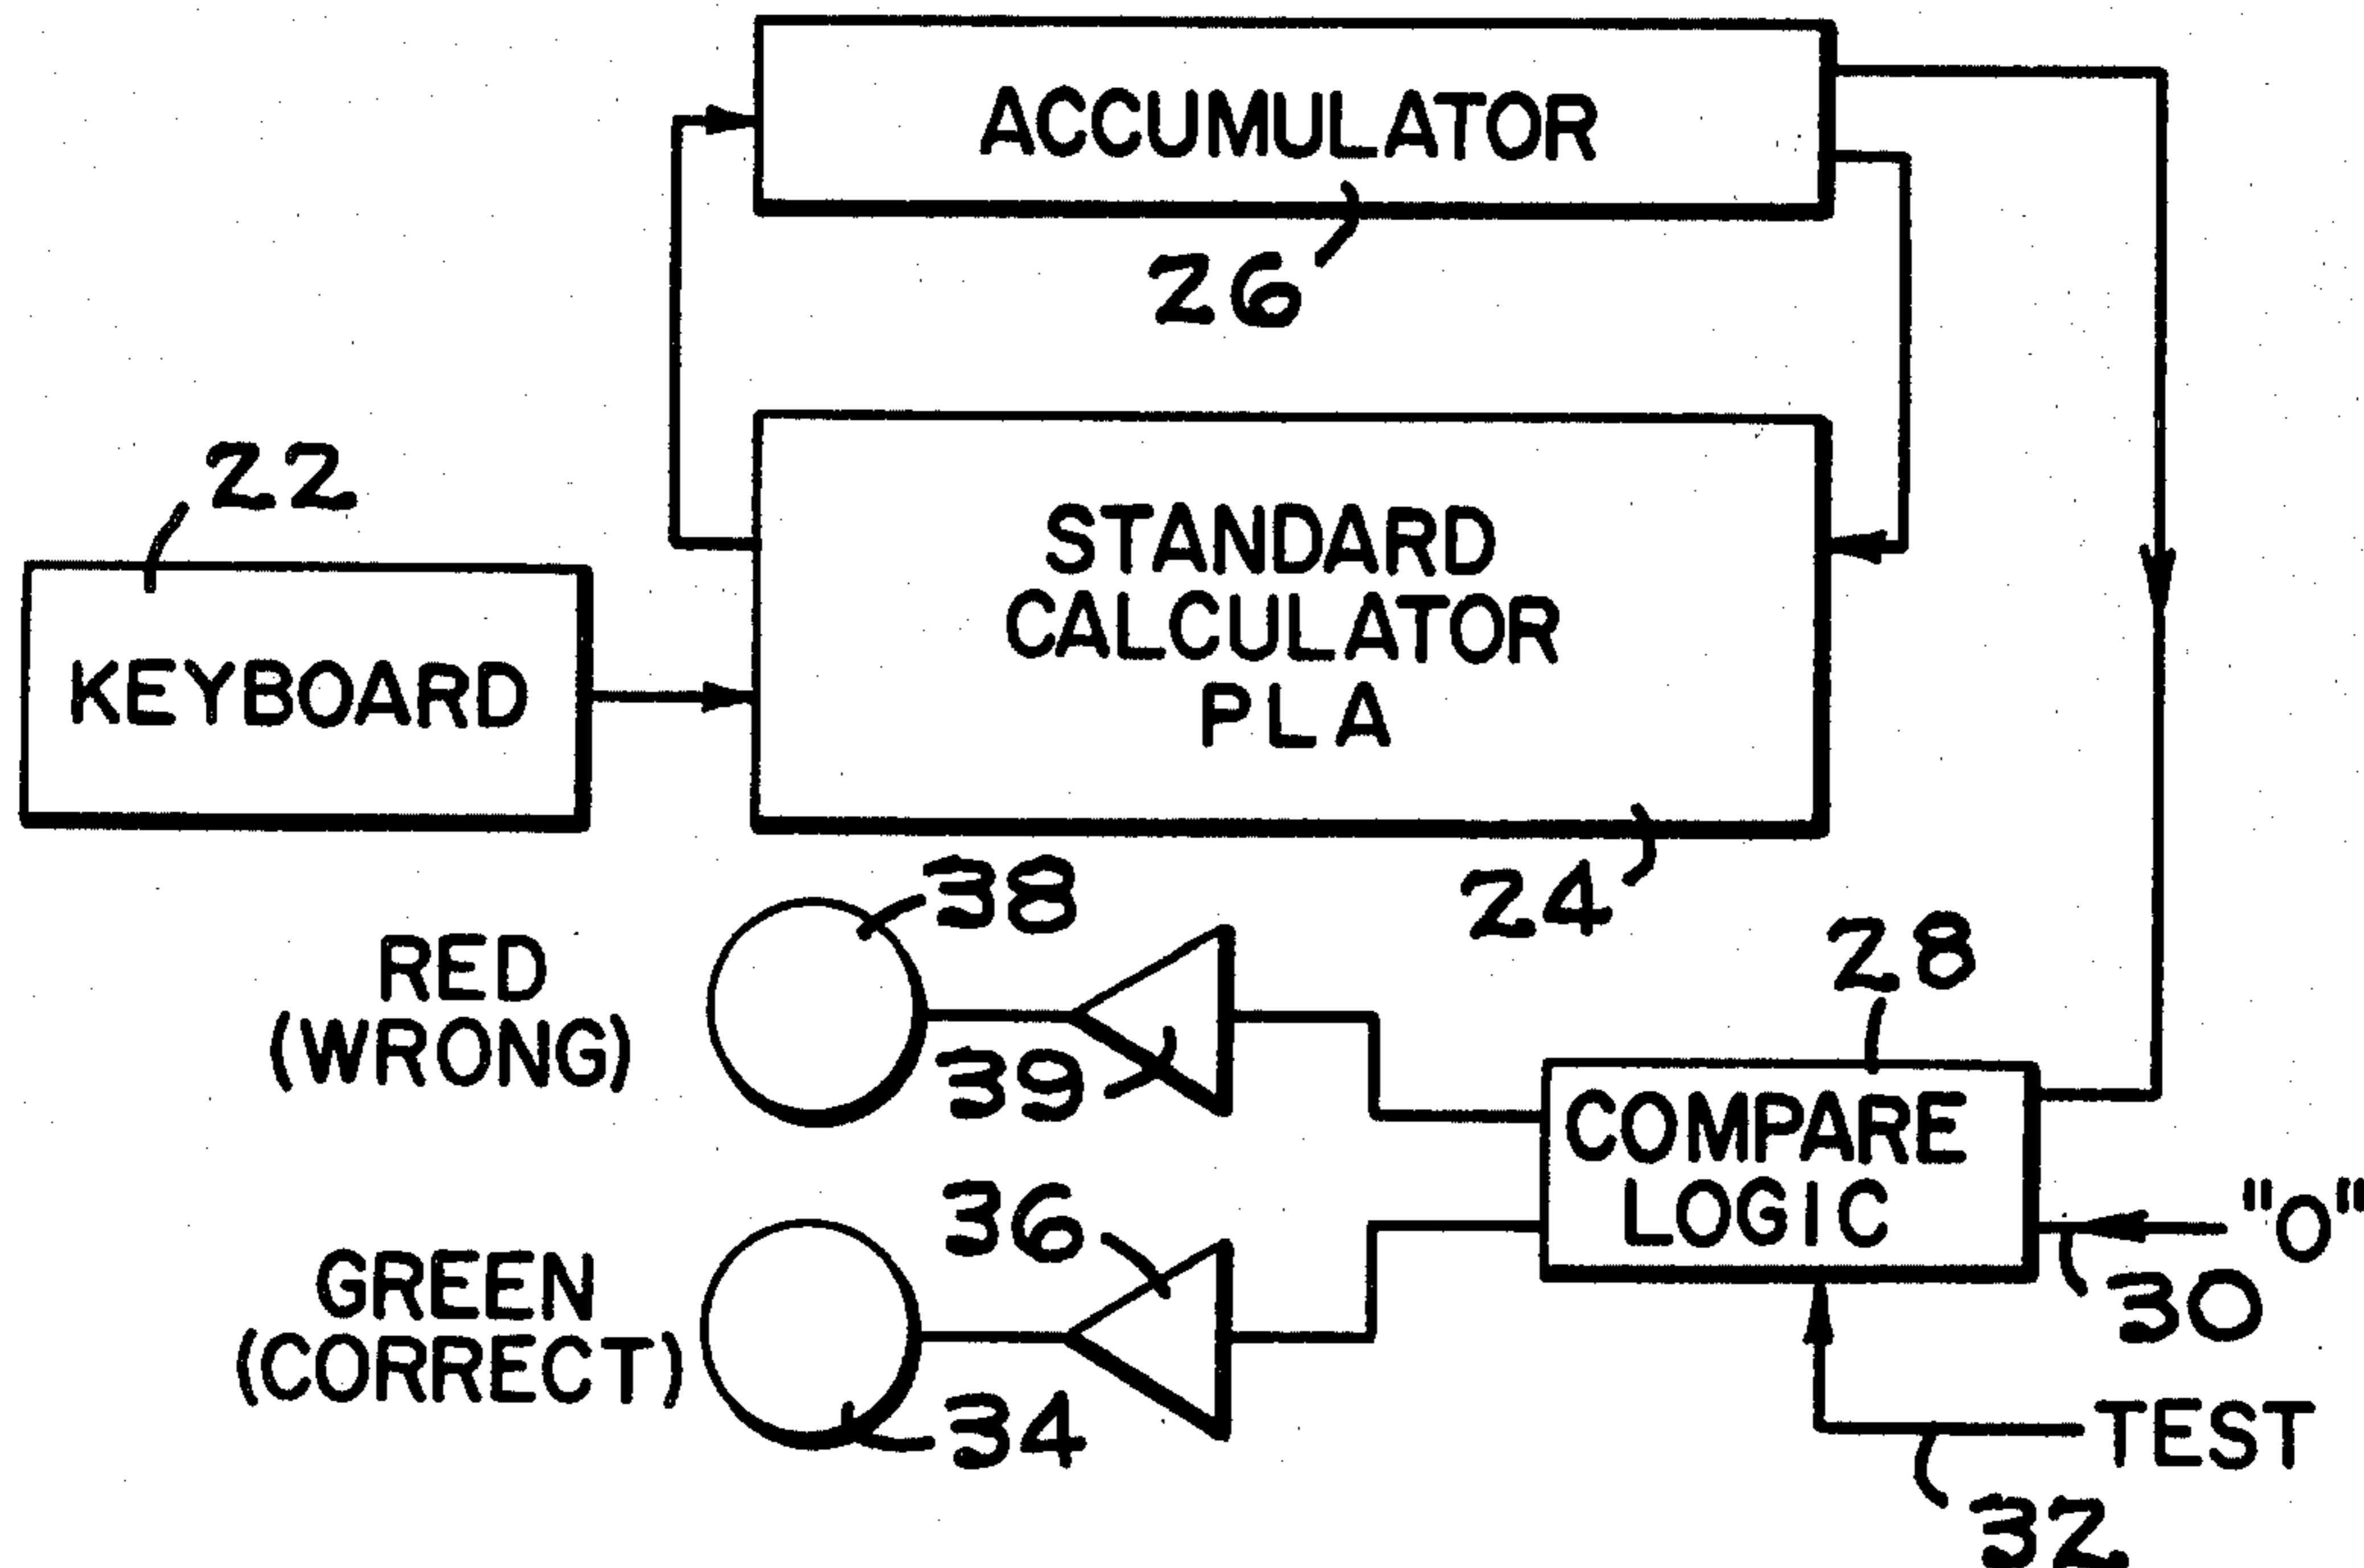 ACCUMULATOR
26
22
STANDARD
CALCULATOR
PLA
KEYBOARD
24
38
28
RED
(WRONG)
39
COMPARE
LOGIC
36
"0"
30
GREEN
(CORRECT)
34
TEST
32